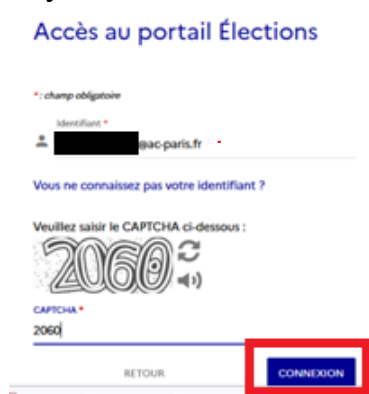 Accès au portail Élections
* : champ obligatoire
Identifiant *
@ac-paris.fr
Vous ne connaissez pas votre identifiant ?
Veuillez saisir le CAPTCHA ci-dessous :
2060
CAPTCHA *
2060
RETOUR
CONNEXION